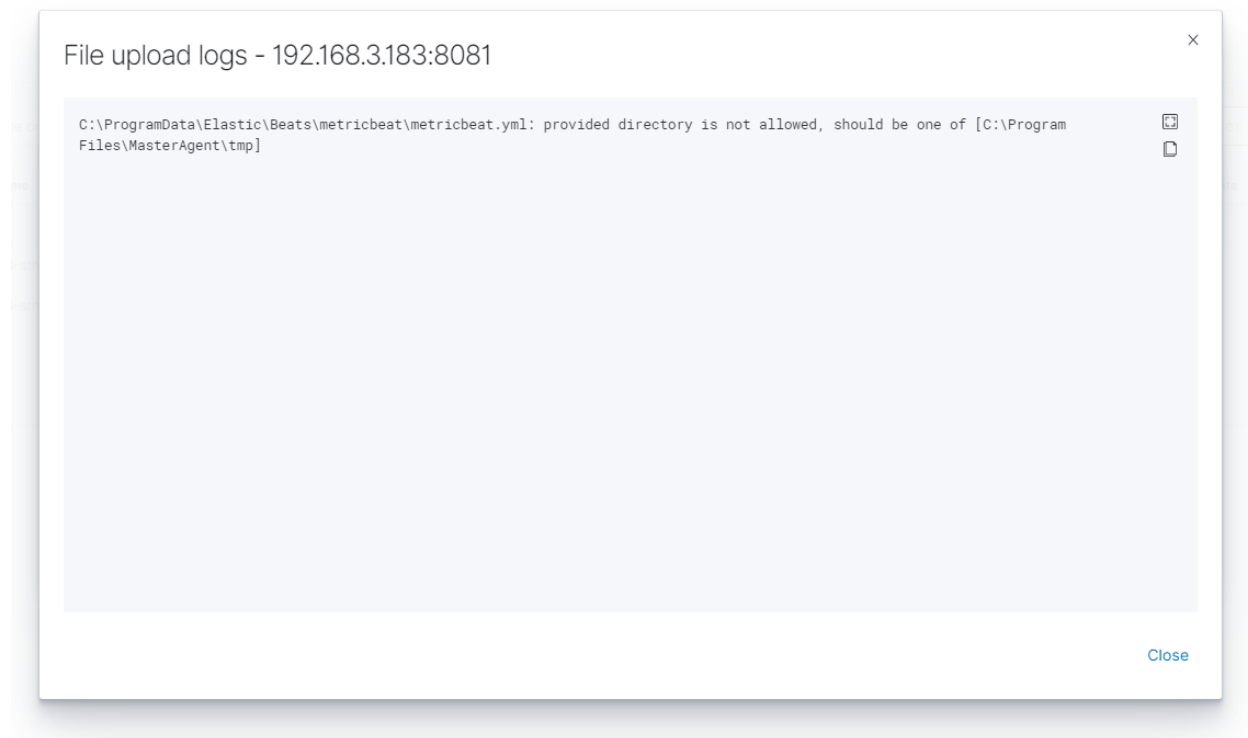 File upload logs - 192.168.3.183:8081
C:\ProgramData\Elastic\Beats\metricbeat\metricbeat.yml: provided directory is not allowed, should be one of [C:\Program
Files\MasterAgent\tmp]
Close